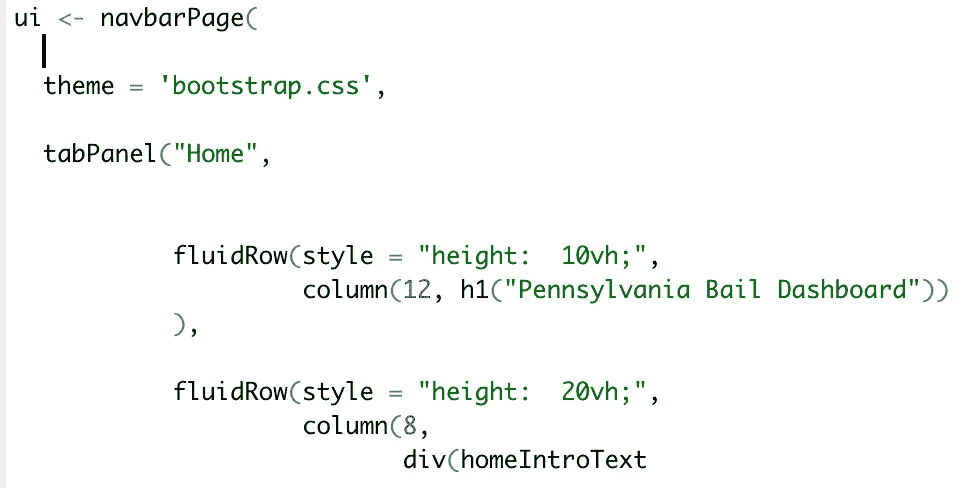 ui <- navbarPage(
theme = 'bootstrap.css',
tabPanel("Home",
fluidRow(style = "height:  10vh;",
column(12, h1("Pennsylvania Bail Dashboard"))
),
fluidRow(style = "height:  20vh;",
column(8,
div(homeIntroText